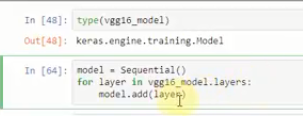 In [48]: type(vgg16_model)
Out[48]: keras.engine.training.Model
In [64]: model = Sequential()
for layer in vgg16_model.layers:
model.add(layer)